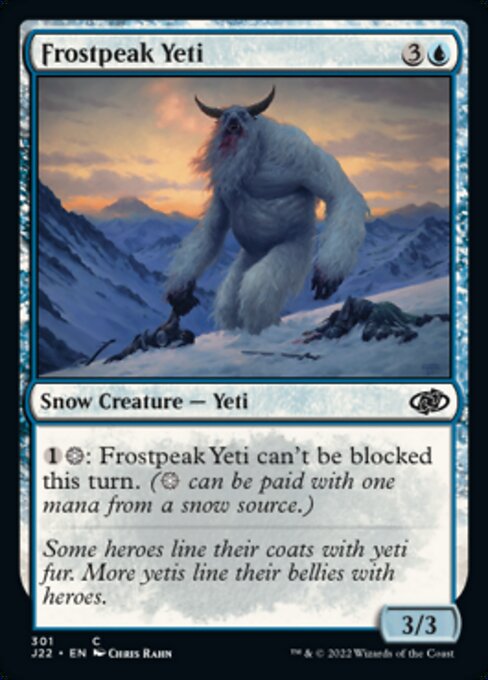 Frostpeak Yeti 3
Snow Creature — Yeti
1 : Frostpeak Yeti can't be blocked
this turn. ( can be paid with one
mana from a snow source.)
Some heroes line their coats with yeti
fur. More yetis line their bellies with
heroes.
3/3
301 C
J22 • EN Chris Rahn ™ & © 2022 Wizards of the Coast